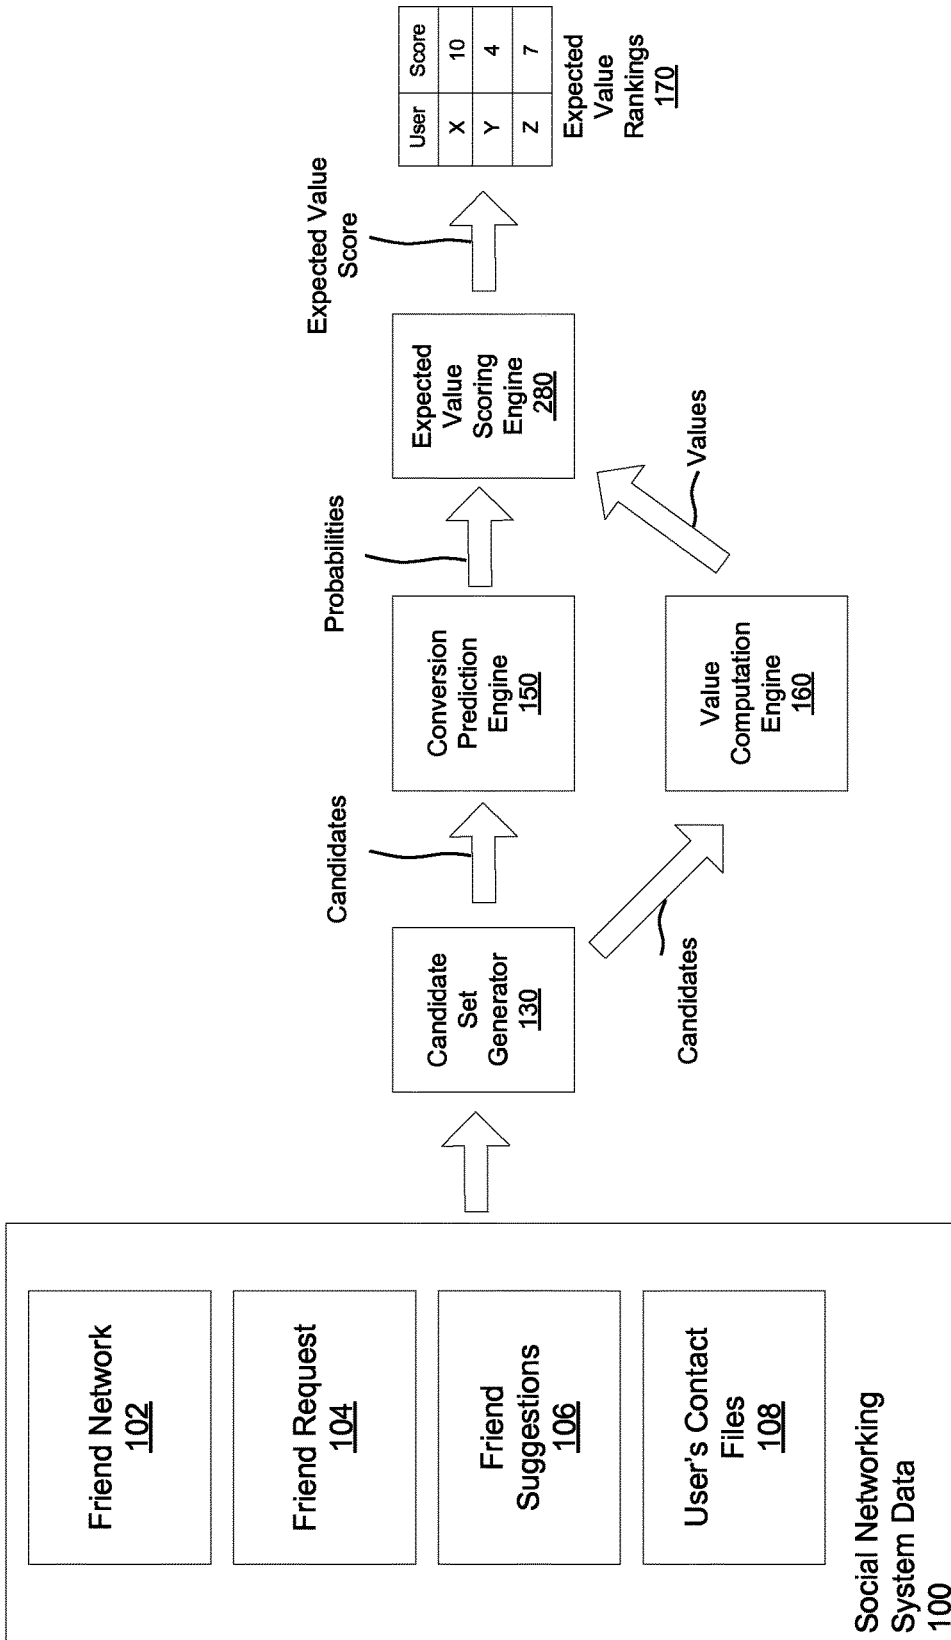 Friend Network
102
Friend Request
104
Friend
Suggestions
106
User's Contact
Files
108
Social Networking
System Data
100
Candidate
Set
Generator
130
Candidates
Candidates
Conversion
Prediction
Engine
150
Value
Computation
Engine
160
Probabilities
Values
Expected
Value
Scoring
Engine
280
Expected Value
Score
User Score
X 10
Y 4
Z 7
Expected
Value
Rankings
170